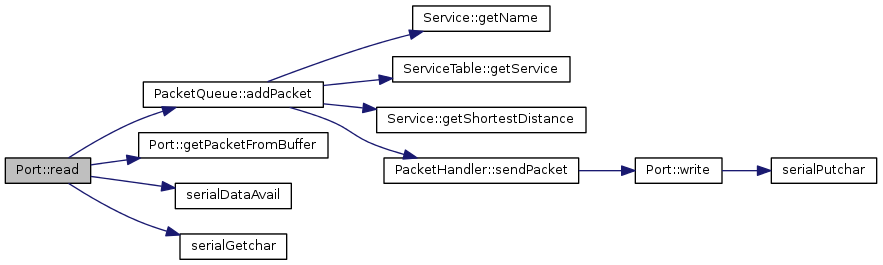 Service::getName
ServiceTable::getService
PacketQueue::addPacket
Service::getShortestDistance
Port::getPacketFromBuffer
Port::read
PacketHandler::sendPacket
Port::write
serialPutchar
serialDataAvail
serialGetchar